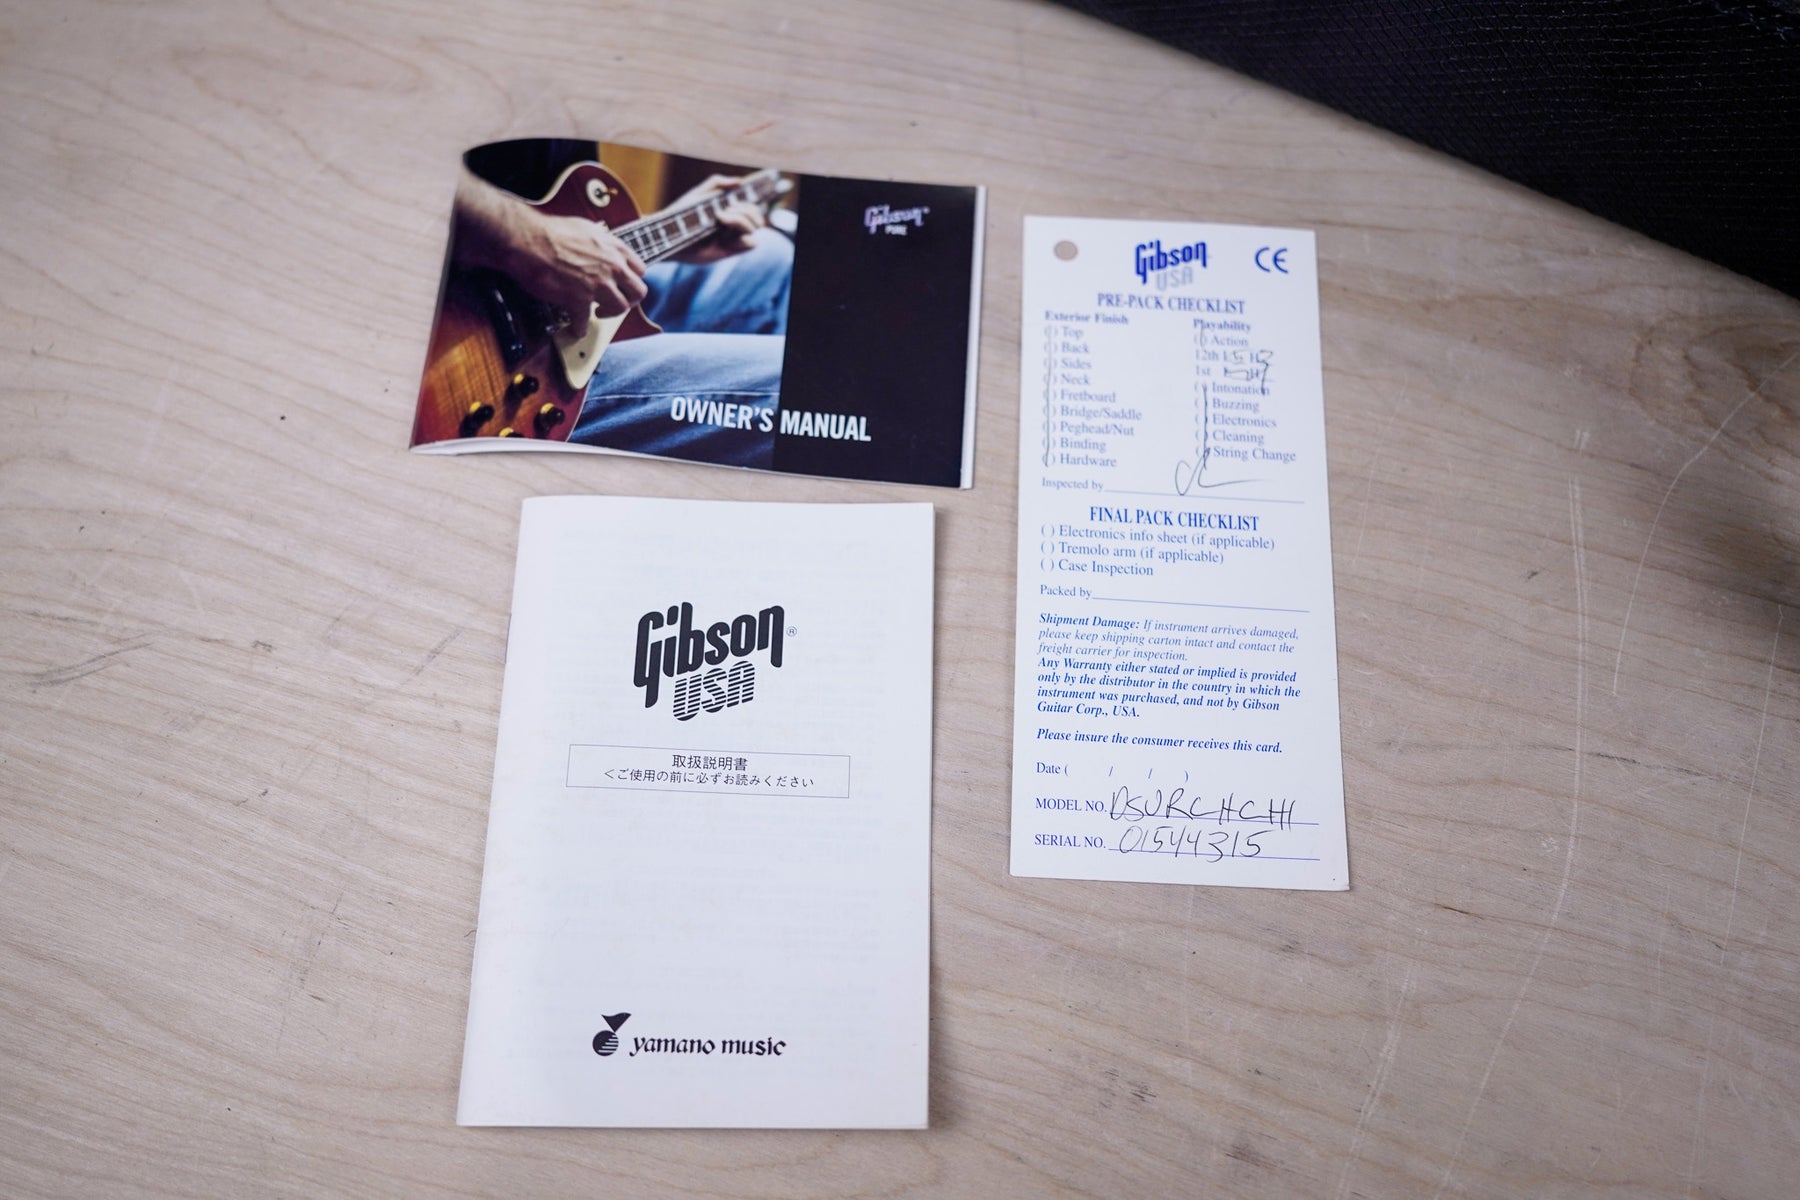 Gibson™
PURE
OWNER'S MANUAL
Gibson®
USA
取扱説明書
<ご使用の前に必ずお読みください
yamano music
Gibson
USA
CE
PRE-PACK CHECKLIST
Exterior Finish
( ) Top
( ) Back
( ) Sides
( ) Neck
( ) Fretboard
( ) Bridge/Saddle
( ) Peghead/Nut
( ) Binding
( ) Hardware
Playability
( ) Action
12th
1st
( ) Intonation
( ) Buzzing
( ) Electronics
( ) Cleaning
( ) String Change
Inspected by
FINAL PACK CHECKLIST
( ) Electronics info sheet (if applicable)
( ) Tremolo arm (if applicable)
( ) Case Inspection
Packed by
Shipment Damage: If instrument arrives damaged,
please keep shipping carton intact and contact the
freight carrier for inspection.
Any Warranty either stated or implied is provided
only by the distributor in the country in which the
instrument was purchased, and not by Gibson
Guitar Corp., USA.
Please insure the consumer receives this card.
Date ( / / )
MODEL NO. DSURCHCH1
SERIAL NO. 01544315